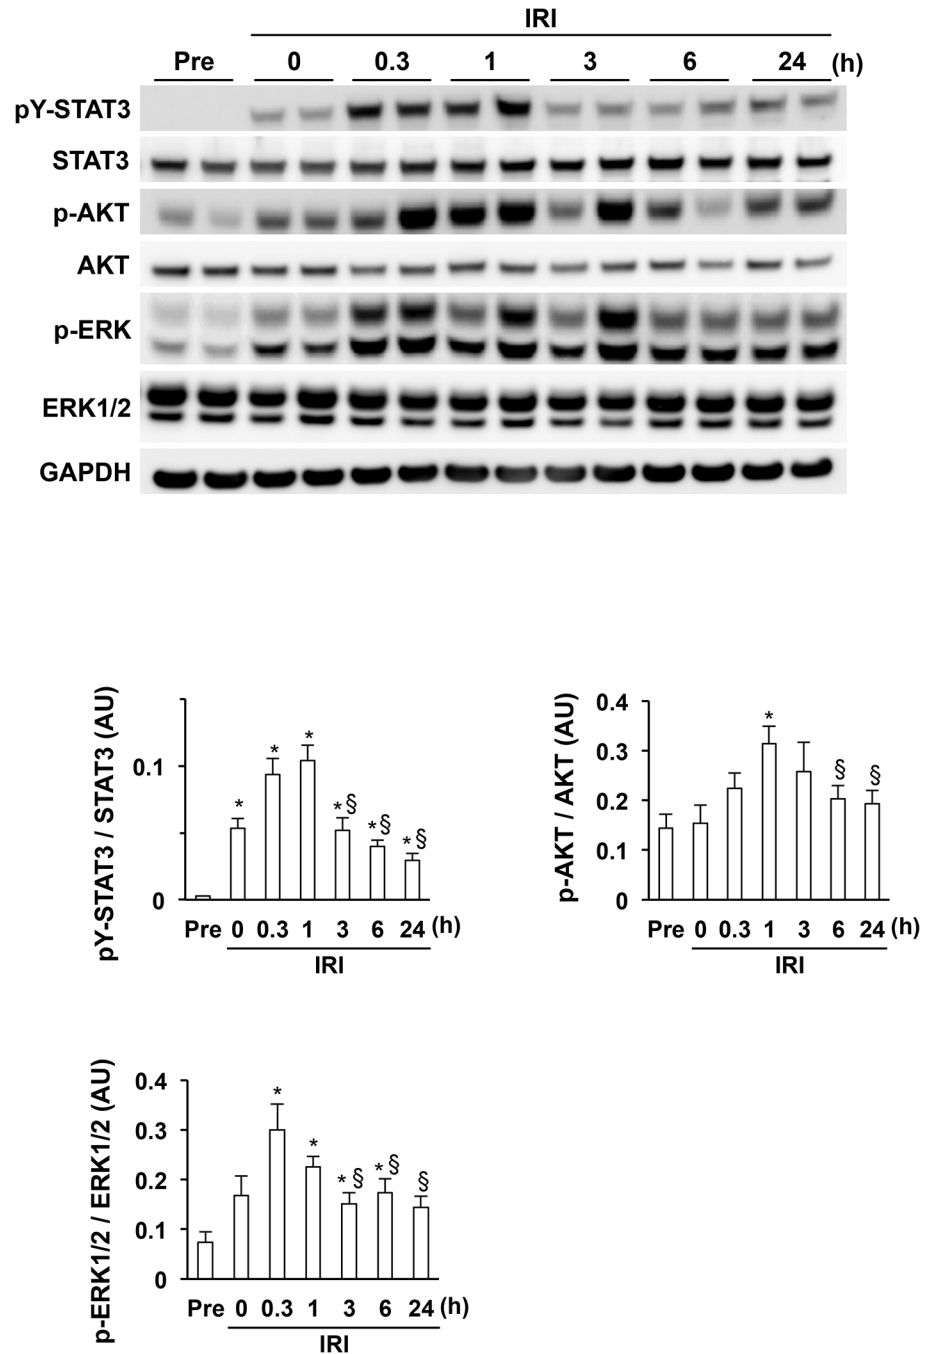 IRI
Pre 0 0.3 1 3 6 24 (h)
pY-STAT3
STAT3
p-AKT
AKT
p-ERK
ERK1/2
GAPDH
pY-STAT3 / STAT3 (AU)
0.1
0
* * * *§ *§ *§
Pre 0 0.3 1 3 6 24 (h)
IRI
p-AKT / AKT (AU)
0.4
0.3
0.2
0.1
0
* § §
Pre 0 0.3 1 3 6 24 (h)
IRI
p-ERK1/2 / ERK1/2 (AU)
0.4
0.3
0.2
0.1
0
* * *§ *§ §
Pre 0 0.3 1 3 6 24 (h)
IRI